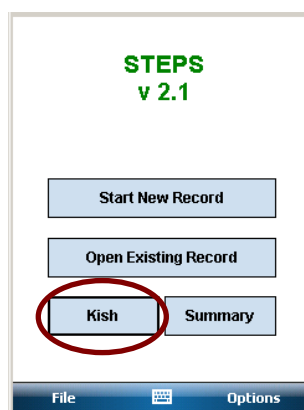 STEPS
v 2.1
Start New Record
Open Existing Record
Kish Summary
File Options